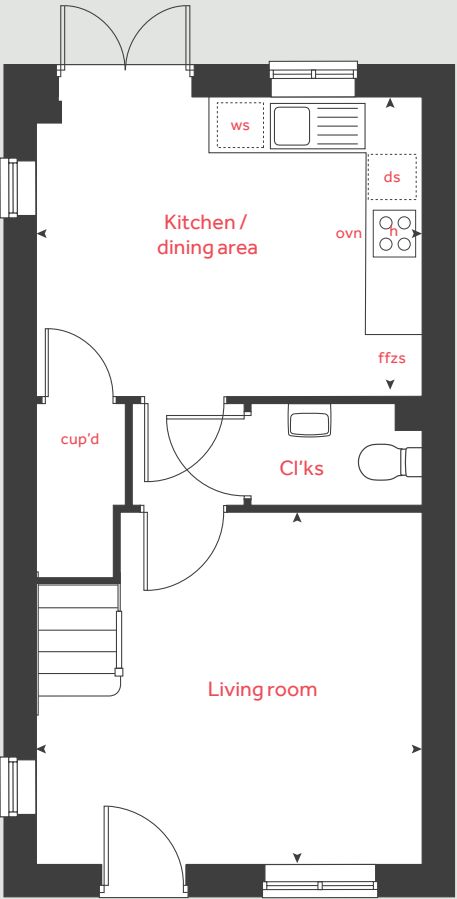 ws
ds
Kitchen /
dining area
ovn
h
ffzs
cup'd
Cl'ks
Living room